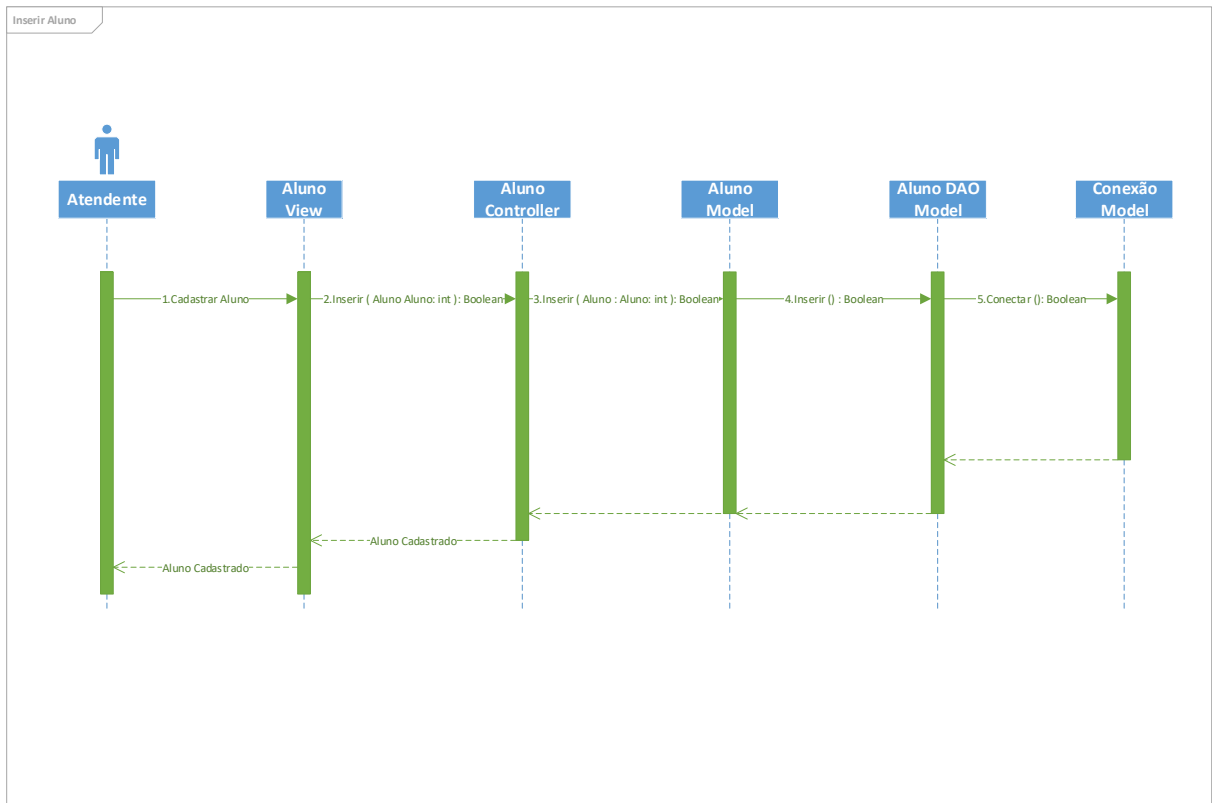 Inserir Aluno
Atendente
Aluno
View
Aluno
Controller
Aluno
Model
Aluno DAO
Model
Conexão
Model
1.Cadastrar Aluno
2.Inserir ( Aluno Aluno: int ): Boolean
3.Inserir ( Aluno : Aluno: int ): Boolean
4.Inserir () : Boolean
5.Conectar (): Boolean
Aluno Cadastrado
Aluno Cadastrado